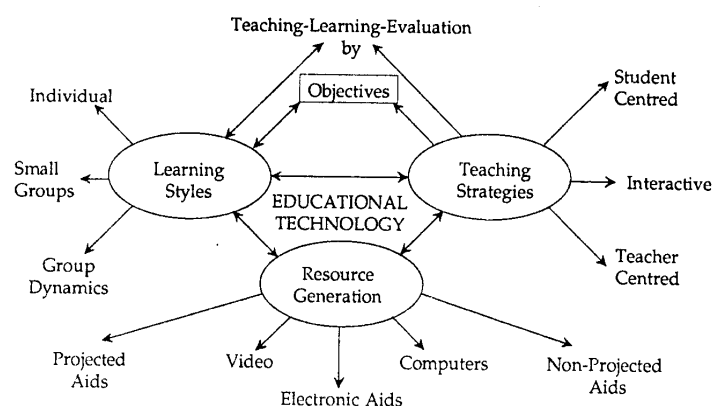 Teaching-Learning-Evaluation
by
Objectives
Individual
Small
Groups
Group
Dynamics
Learning
Styles
EDUCATIONAL
TECHNOLOGY
Teaching
Strategies
Student
Centred
Interactive
Teacher
Centred
Resource
Generation
Projected
Aids
Video
Electronic Aids
Computers
Non-Projected
Aids